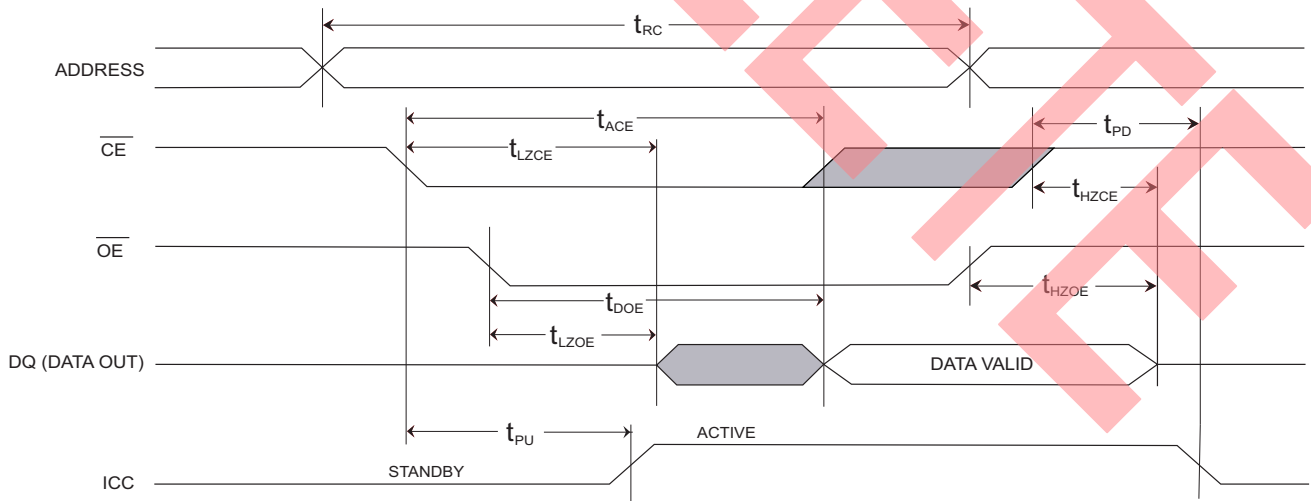 tRC
ADDRESS
tACE
tPD
CE
tLZCE
tHZCE
OE
tHZOE
tDOE
tLZOE
DQ (DATA OUT)
DATA VALID
tPU
ACTIVE
STANDBY
ICC